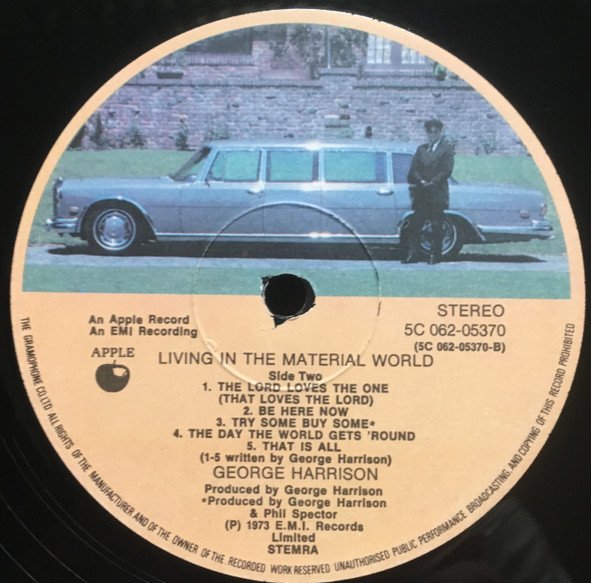 An Apple Record
An EMI Recording
APPLE
STEREO
5C 062-05370
(5C 062-05370-B)
LIVING IN THE MATERIAL WORLD
Side Two
1. THE LORD LOVES THE ONE
(THAT LOVES THE LORD)
2. BE HERE NOW
3. TRY SOME BUY SOME*
4. THE DAY THE WORLD GETS 'ROUND
5. THAT IS ALL
(1-5 written by George Harrison)
GEORGE HARRISON
Produced by George Harrison
*Produced by George Harrison
& Phil Spector
(P) 1973 E.M.I. Records
Limited
STEMRA
THE GRAMOPHONE CO LTD ALL RIGHTS OF THE MANUFACTURER AND OF THE OWNER OF THE RECORDED WORK RESERVED UNAUTHORISED PUBLIC PERFORMANCE BROADCASTING AND COPYING OF THIS RECORD PROHIBITED